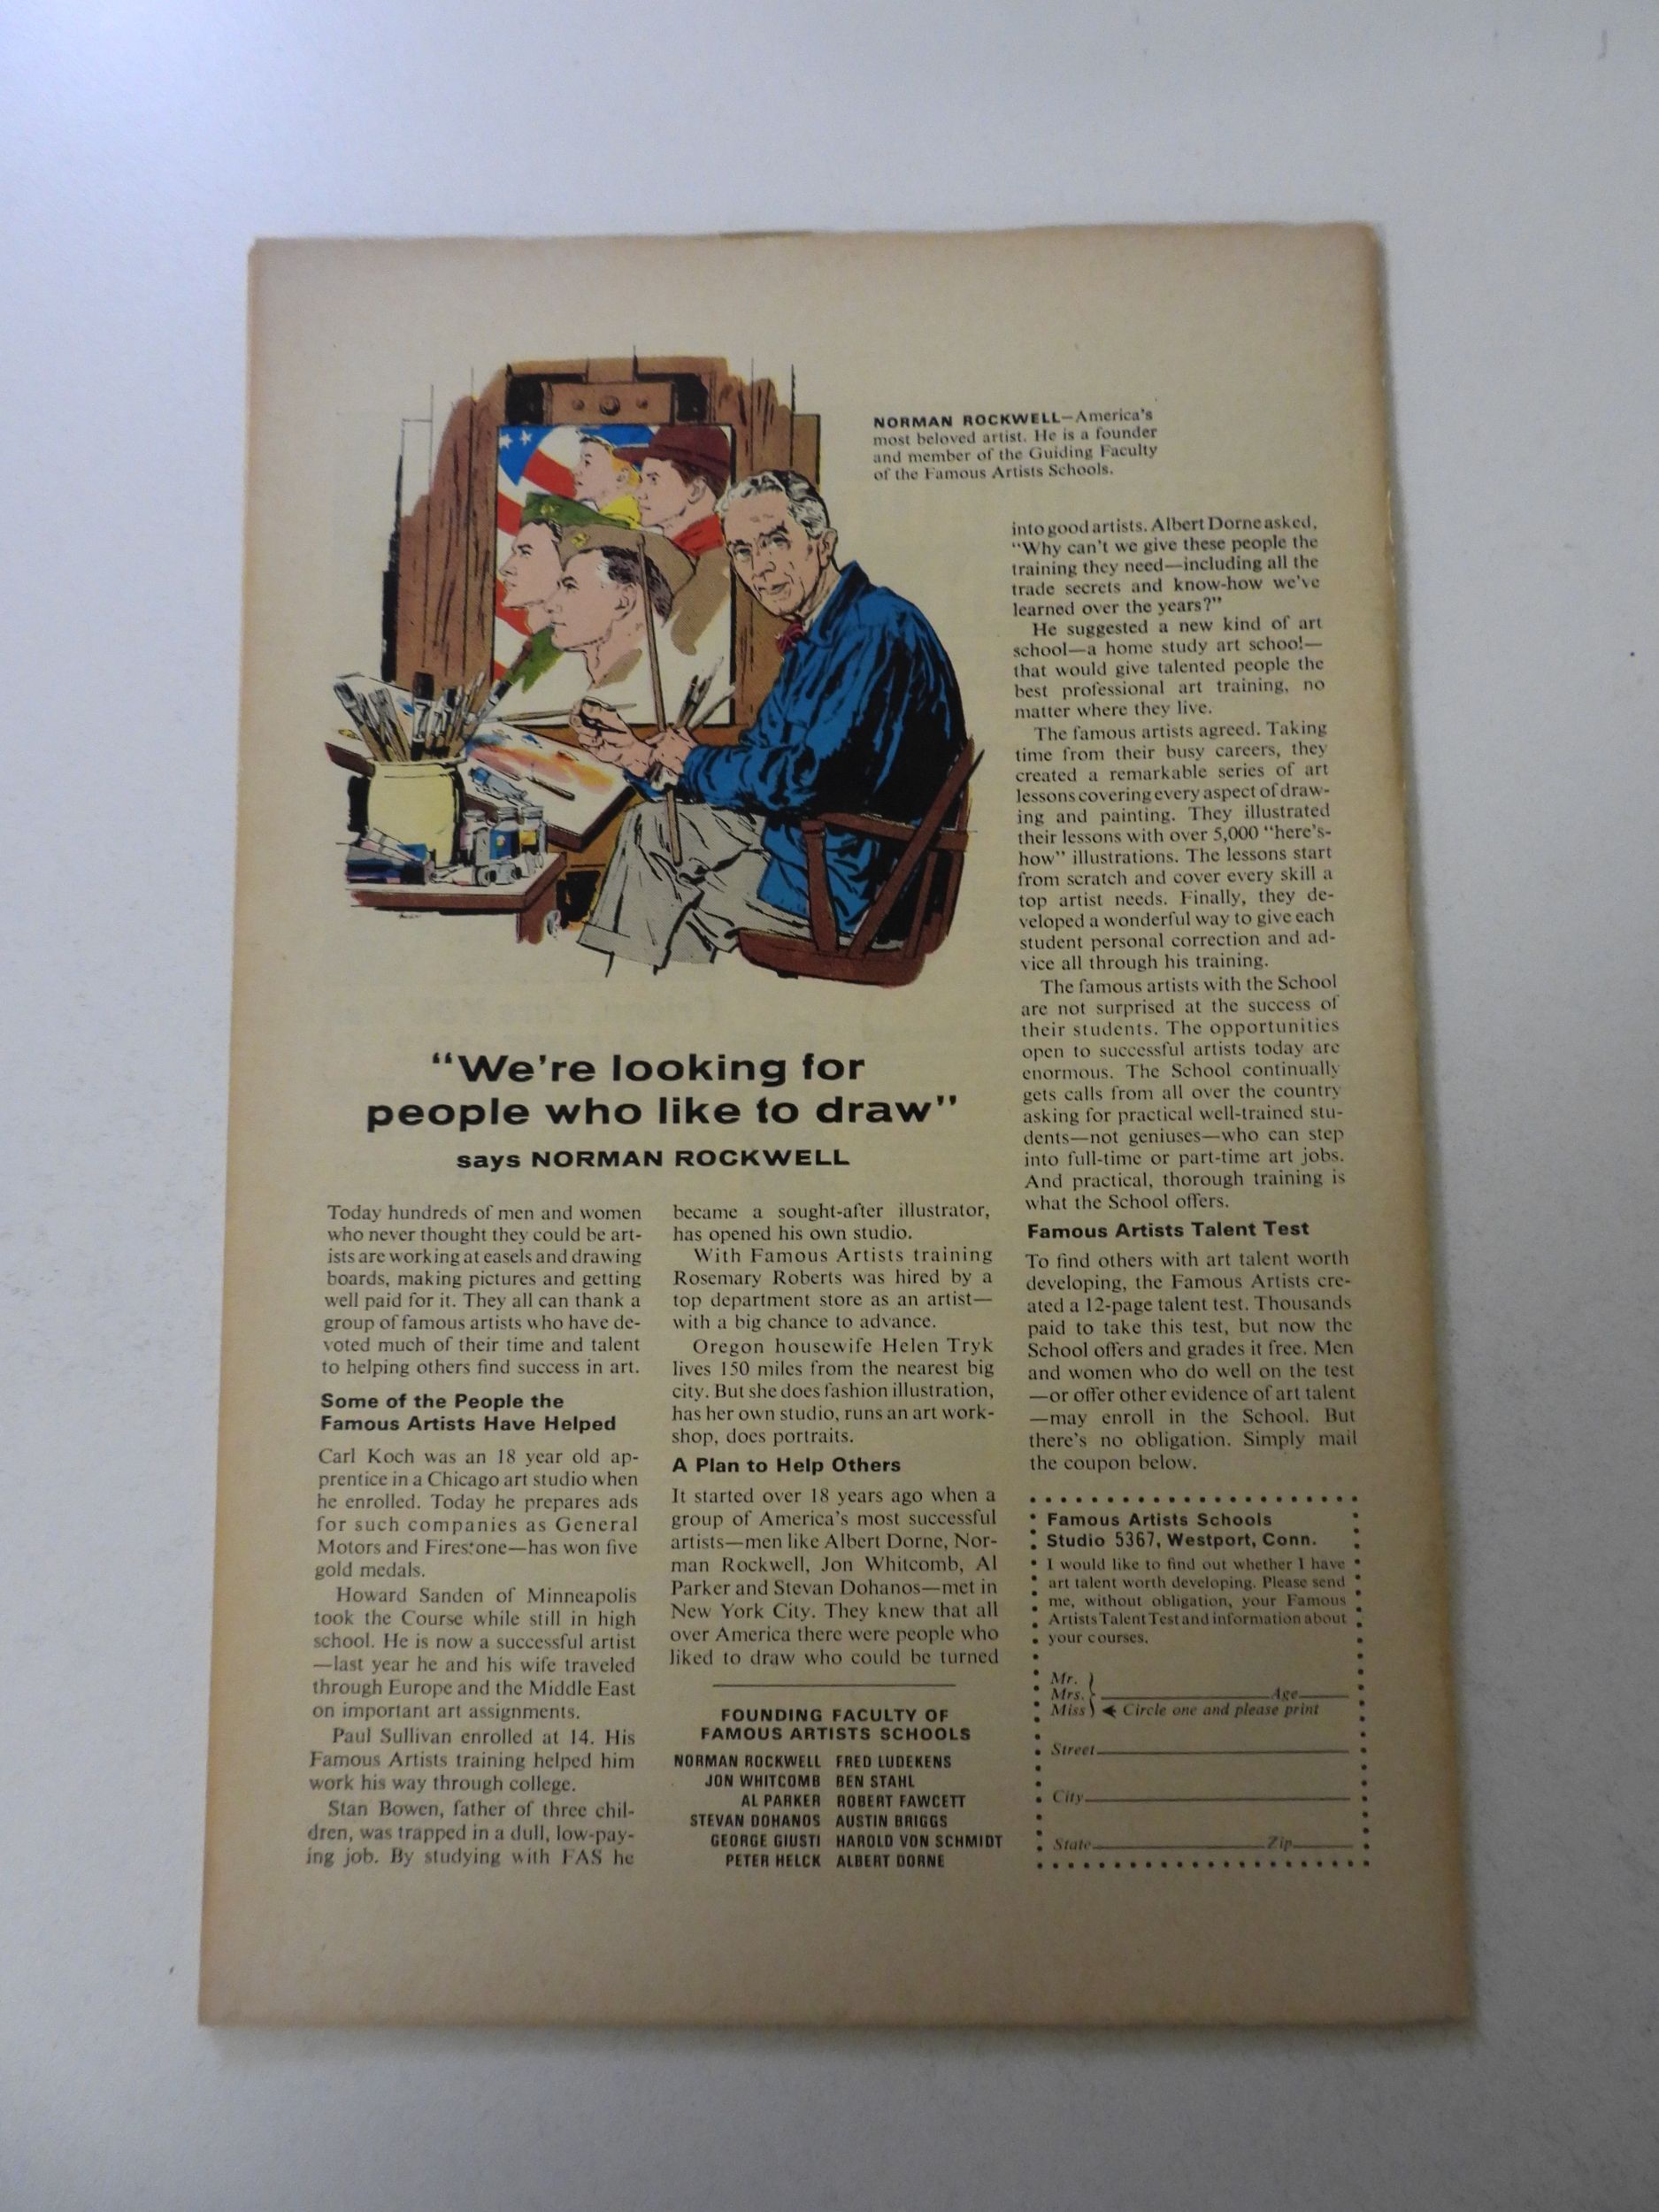 NORMAN ROCKWELL—America's
most beloved artist. He is a founder
and member of the Guiding Faculty
of the Famous Artists Schools.
"We're looking for
people who like to draw"
says NORMAN ROCKWELL
Today hundreds of men and women
who never thought they could be art-
ists are working at easels and drawing
boards, making pictures and getting
well paid for it. They all can thank a
group of famous artists who have de-
voted much of their time and talent
to helping others find success in art.
Some of the People the
Famous Artists Have Helped
Carl Koch was an 18 year old ap-
prentice in a Chicago art studio when
he enrolled. Today he prepares ads
for such companies as General
Motors and Firestone—has won five
gold medals.
Howard Sanden of Minneapolis
took the Course while still in high
school. He is now a successful artist
—last year he and his wife traveled
through Europe and the Middle East
on important art assignments.
Paul Sullivan enrolled at 14. His
Famous Artists training helped him
work his way through college.
Stan Bowen, father of three chil-
dren, was trapped in a dull, low-pay-
ing job. By studying with FAS he
became a sought-after illustrator,
has opened his own studio.
With Famous Artists training
Rosemary Roberts was hired by a
top department store as an artist—
with a big chance to advance.
Oregon housewife Helen Tryk
lives 150 miles from the nearest big
city. But she does fashion illustration,
has her own studio, runs an art work-
shop, does portraits.
A Plan to Help Others
It started over 18 years ago when a
group of America's most successful
artists—men like Albert Dorne, Nor-
man Rockwell, Jon Whitcomb, Al
Parker and Stevan Dohanos—met in
New York City. They knew that all
over America there were people who
liked to draw who could be turned
FOUNDING FACULTY OF
FAMOUS ARTISTS SCHOOLS
NORMAN ROCKWELL FRED LUDEKENS
JON WHITCOMB BEN STAHL
AL PARKER ROBERT FAWCETT
STEVAN DOHANOS AUSTIN BRIGGS
GEORGE GIUSTI HAROLD VON SCHMIDT
PETER HELCK ALBERT DORNE
into good artists. Albert Dorne asked,
"Why can't we give these people the
training they need—including all the
trade secrets and know-how we've
learned over the years?"
He suggested a new kind of art
school—a home study art school—
that would give talented people the
best professional art training, no
matter where they live.
The famous artists agreed. Taking
time from their busy careers, they
created a remarkable series of art
lessons covering every aspect of draw-
ing and painting. They illustrated
their lessons with over 5,000 "here's-
how" illustrations. The lessons start
from scratch and cover every skill a
top artist needs. Finally, they de-
veloped a wonderful way to give each
student personal correction and ad-
vice all through his training.
The famous artists with the School
are not surprised at the success of
their students. The opportunities
open to successful artists today are
enormous. The School continually
gets calls from all over the country
asking for practical well-trained stu-
dents—not geniuses—who can step
into full-time or part-time art jobs.
And practical, thorough training is
what the School offers.
Famous Artists Talent Test
To find others with art talent worth
developing, the Famous Artists cre-
ated a 12-page talent test. Thousands
paid to take this test, but now the
School offers and grades it free. Men
and women who do well on the test
—or offer other evidence of art talent
—may enroll in the School. But
there's no obligation. Simply mail
the coupon below.
Famous Artists Schools
Studio 5367, Westport, Conn.
I would like to find out whether I have
art talent worth developing. Please send
me, without obligation, your Famous
Artists Talent Test and information about
your courses.
Mr.
Mrs. Age
Miss Circle one and please print
Street
City
State Zip